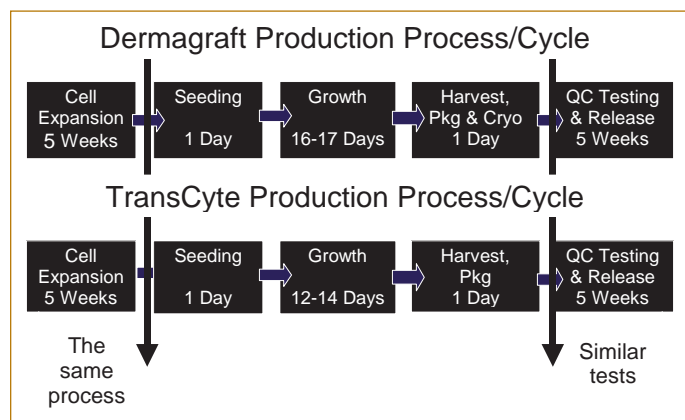 Dermagraft Production Process/Cycle
Cell
Expansion
5 Weeks
Seeding
1 Day
Growth
16-17 Days
Harvest,
Pkg & Cryo
1 Day
QC Testing
& Release
5 Weeks
TransCyte Production Process/Cycle
Cell
Expansion
5 Weeks
Seeding
1 Day
Growth
12-14 Days
Harvest,
Pkg
1 Day
QC Testing
& Release
5 Weeks
The
same
process
Similar
tests